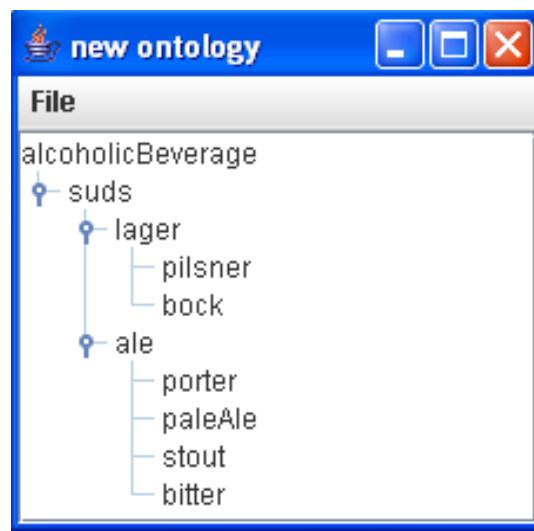 new ontology
File
alcoholicBeverage
suds
lager
pilsner
bock
ale
porter
paleAle
stout
bitter